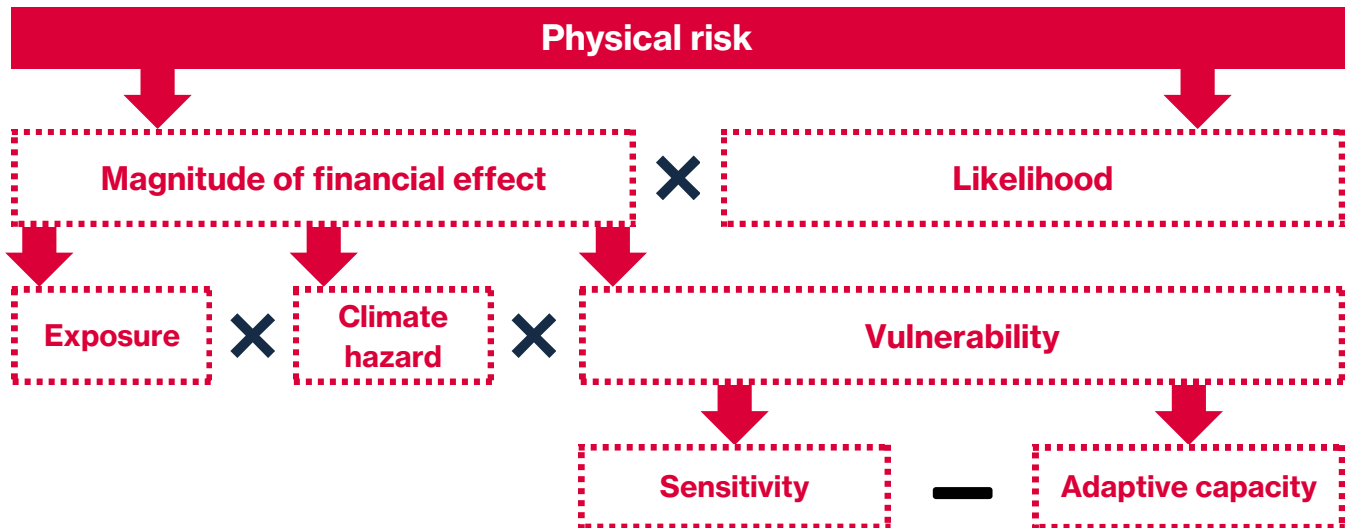 Physical risk
Magnitude of financial effect
Likelihood
Exposure
Climate
hazard
Vulnerability
Sensitivity
Adaptive capacity